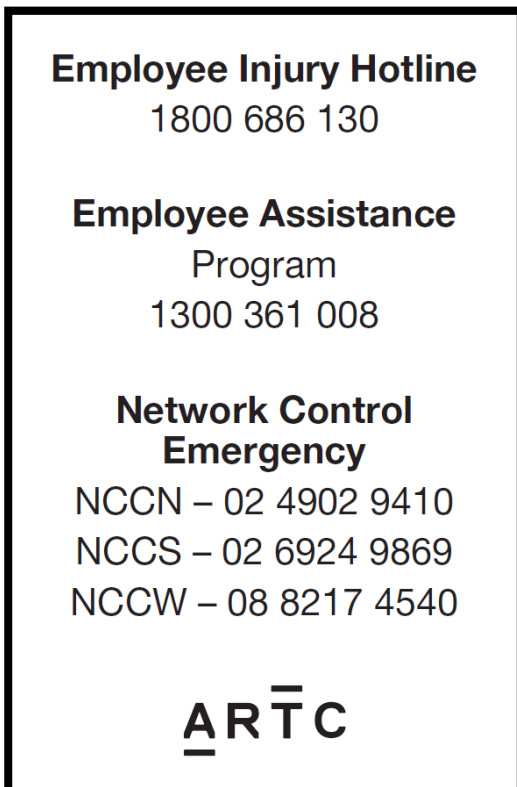 Employee Injury Hotline
1800 686 130
Employee Assistance
Program
1300 361 008
Network Control
Emergency
NCCN – 02 4902 9410
NCCS – 02 6924 9869
NCCW – 08 8217 4540
ARTC